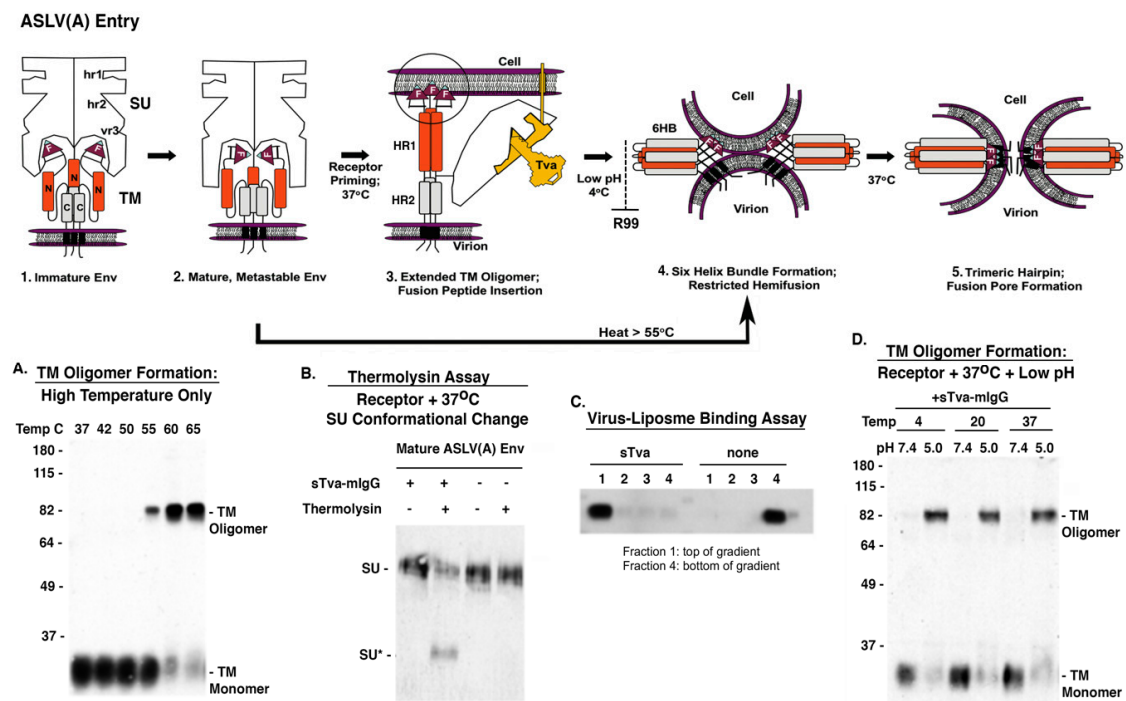 ASLV(A) Entry
hr1
hr2
SU
vr3
F
F
N
N
N
TM
C
C
1. Immature Env
F
F
2. Mature, Metastable Env
Receptor
Priming;
37ºC
Cell
F
F
F
HR1
HR2
Tva
Virion
3. Extended TM Oligomer;
Fusion Peptide Insertion
Low pH
4ºC
R99
6HB
Cell
Virion
4. Six Helix Bundle Formation;
Restricted Hemifusion
37ºC
Cell
Virion
5. Trimeric Hairpin;
Fusion Pore Formation
Heat > 55ºC
A.
TM Oligomer Formation:
High Temperature Only
Temp C 37 42 50 55 60 65
180 -
115 -
82 -
64 -
49 -
37 -
- TM
Oligomer
- TM
Monomer
B.
Thermolysin Assay
Receptor + 37ºC
SU Conformational Change
Mature ASLV(A) Env
sTva-mIgG + + - -
Thermolysin - + - +
SU -
SU* -
C.
Virus-Liposme Binding Assay
sTva none
1 2 3 4 1 2 3 4
Fraction 1: top of gradient
Fraction 4: bottom of gradient
D.
TM Oligomer Formation:
Receptor + 37ºC + Low pH
+sTva-mIgG
Temp 4 20 37
pH 7.4 5.0 7.4 5.0 7.4 5.0
180 -
115 -
82 -
64 -
49 -
37 -
- TM
Oligomer
- TM
Monomer